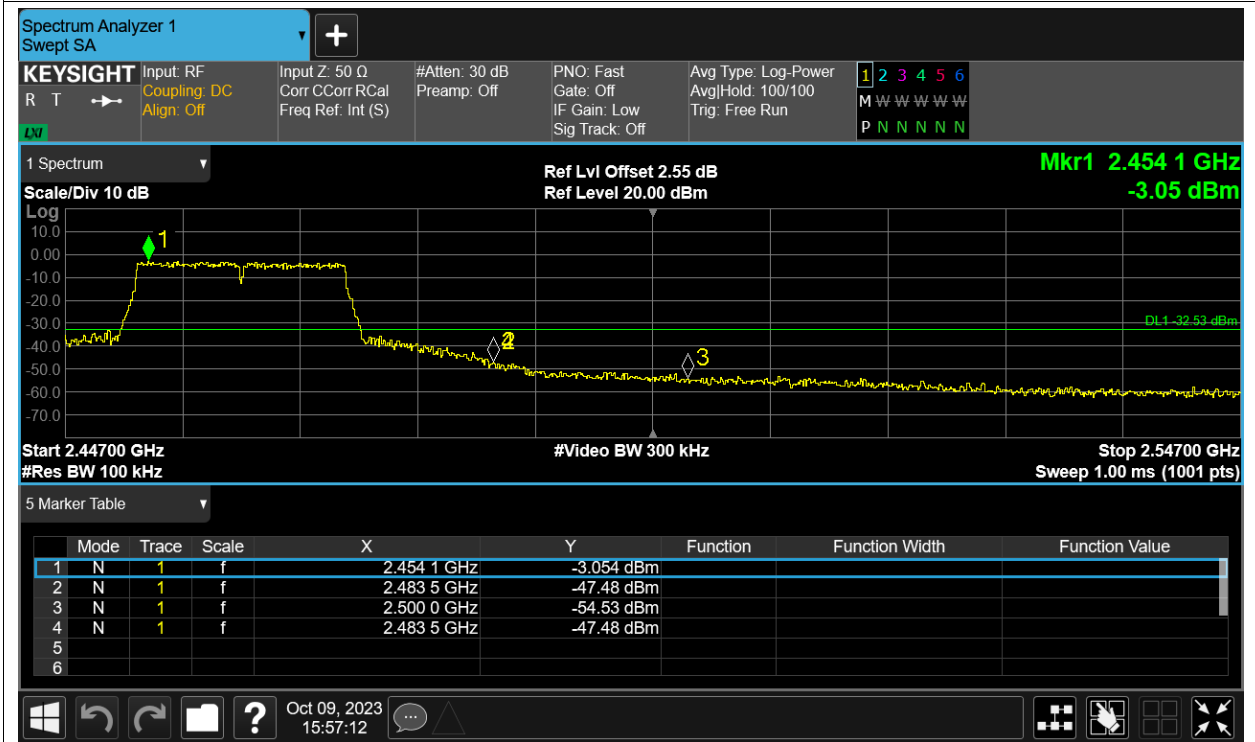 Spectrum Analyzer 1
Swept SA
KEYSIGHT
R T
LXI
Input: RF
Coupling: DC
Align: Off
Input Z: 50 Ω
Corr CCorr RCal
Freq Ref: Int (S)
#Atten: 30 dB
Preamp: Off
PNO: Fast
Gate: Off
IF Gain: Low
Sig Track: Off
Avg Type: Log-Power
Avg|Hold: 100/100
Trig: Free Run
1 2 3 4 5 6
M W W W W W
P N N N N N
1 Spectrum
Scale/Div 10 dB
Ref Lvl Offset 2.55 dB
Ref Level 20.00 dBm
Mkr1 2.454 1 GHz
-3.05 dBm
Log
10.0
0.00
-10.0
-20.0
-30.0
-40.0
-50.0
-60.0
-70.0
1
3
DL1 -32.53 dBm
Start 2.44700 GHz
#Video BW 300 kHz
Stop 2.54700 GHz
#Res BW 100 kHz
Sweep 1.00 ms (1001 pts)
5 Marker Table
Mode Trace Scale X Y Function Function Width Function Value
1 N 1 f 2.454 1 GHz -3.054 dBm
2 N 1 f 2.483 5 GHz -47.48 dBm
3 N 1 f 2.500 0 GHz -54.53 dBm
4 N 1 f 2.483 5 GHz -47.48 dBm
5
6
?
Oct 09, 2023
15:57:12